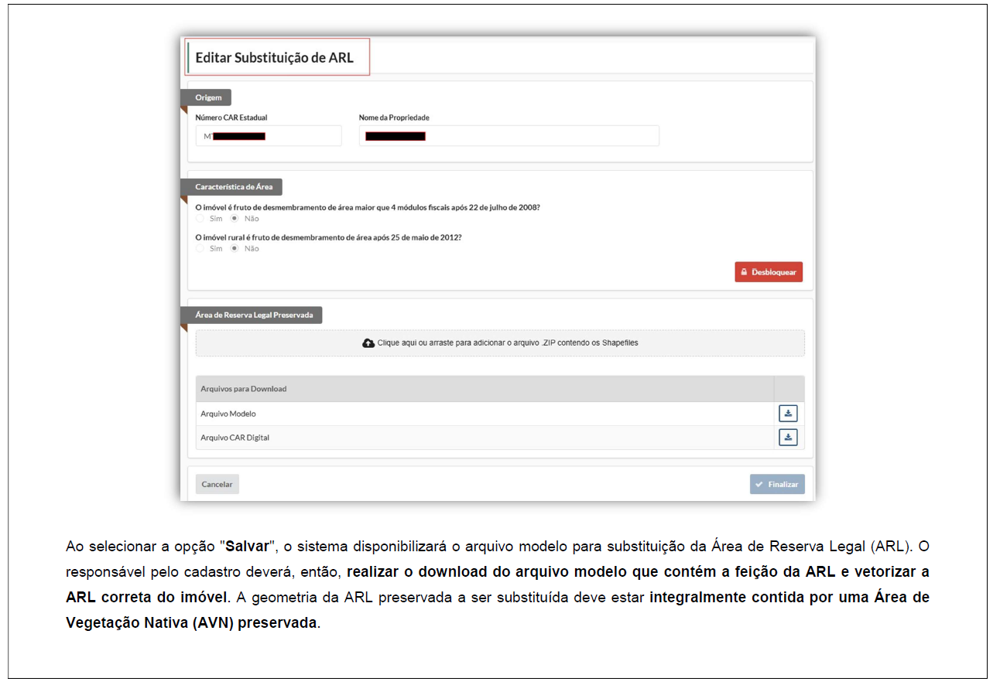 Editar Substituição de ARL
Origem
Número CAR Estadual Nome da Propriedade
Característica de Área
O imóvel é fruto de desmembramento de área maior que 4 módulos fiscais após 22 de julho de 2008?
Sim Não
O imóvel rural é fruto de desmembramento de área após 25 de maio de 2012?
Sim Não
Desbloquear
Área de Reserva Legal Preservada
Clique aqui ou arraste para adicionar o arquivo .ZIP contendo os Shapefiles
Arquivos para Download
Arquivo Modelo
Arquivo CAR Digital
Cancelar Finalizar
Ao selecionar a opção "Salvar", o sistema disponibilizará o arquivo modelo para substituição da Área de Reserva Legal (ARL). O
responsável pelo cadastro deverá, então, realizar o download do arquivo modelo que contém a feição da ARL e vetorizar a
ARL correta do imóvel. A geometria da ARL preservada a ser substituída deve estar integralmente contida por uma Área de
Vegetação Nativa (AVN) preservada.